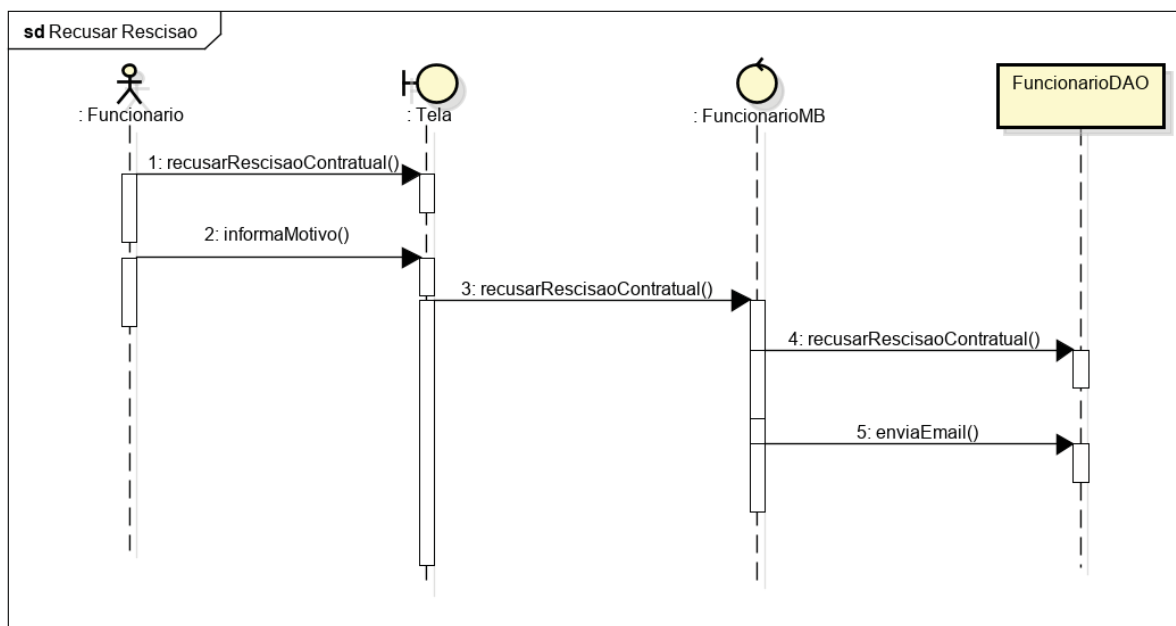 sd Recusar Rescisao
: Funcionario
: Tela
: FuncionarioMB
FuncionarioDAO
1: recusarRescisaoContratual()
2: informaMotivo()
3: recusarRescisaoContratual()
4: recusarRescisaoContratual()
5: enviaEmail()